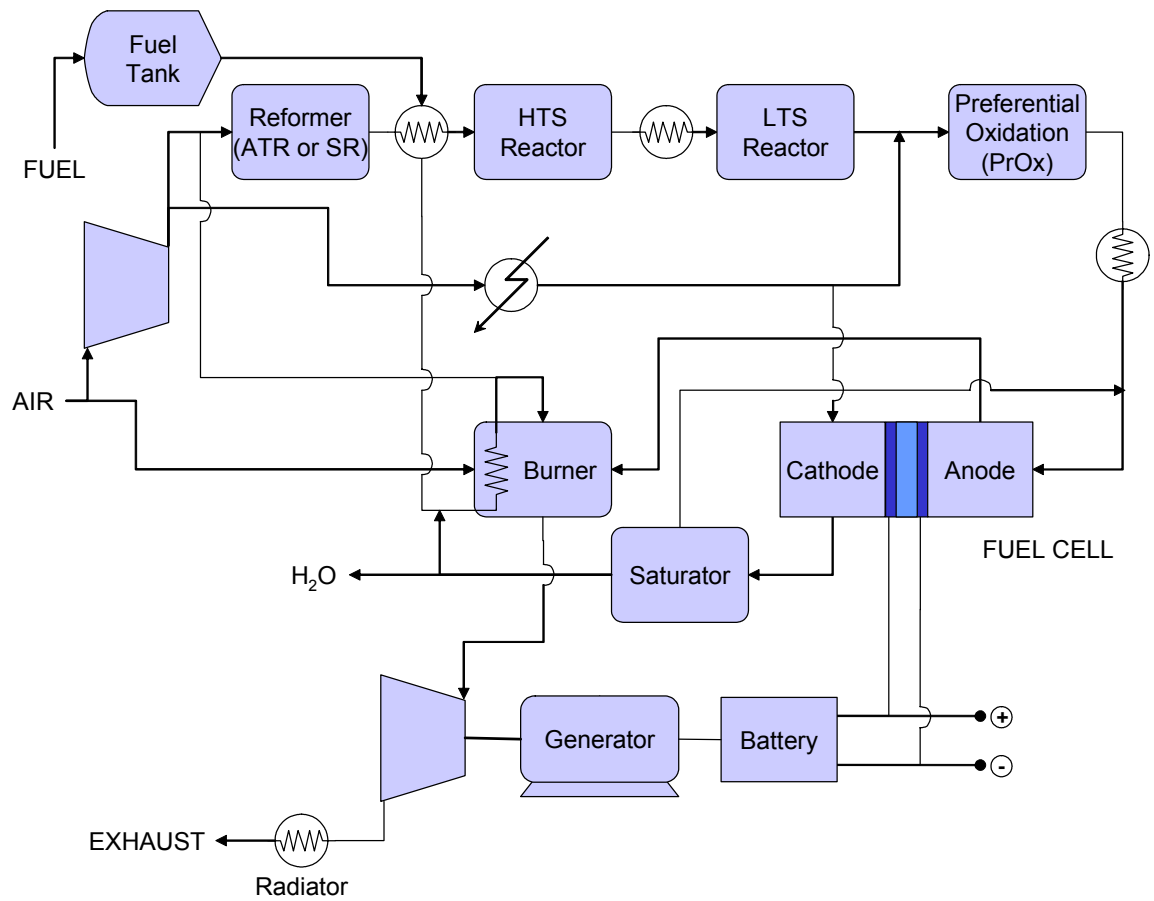 Fuel
Tank
Reformer
(ATR or SR)
HTS
Reactor
LTS
Reactor
Preferential
Oxidation
(PrOx)
FUEL
AIR
Burner
Cathode
Anode
FUEL CELL
Saturator
H₂O
Generator
Battery
+
-
EXHAUST
Radiator